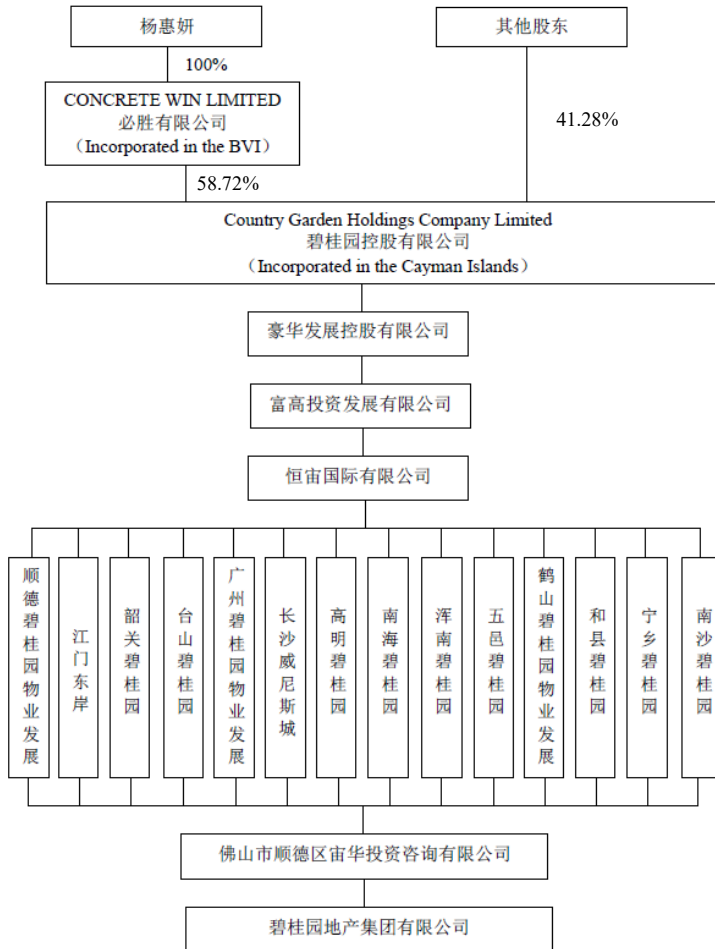 杨惠妍
其他股东
100%
CONCRETE WIN LIMITED
必胜有限公司
（Incorporated in the BVI）
41.28%
58.72%
Country Garden Holdings Company Limited
碧桂园控股有限公司
（Incorporated in the Cayman Islands）
豪华发展控股有限公司
富高投资发展有限公司
恒宙国际有限公司
顺德碧桂园物业发展
江门东岸
韶关碧桂园
台山碧桂园
广州碧桂园物业发展
长沙威尼斯城
高明碧桂园
南海碧桂园
浑南碧桂园
五邑碧桂园
鹤山碧桂园物业发展
和县碧桂园
宁乡碧桂园
南沙碧桂园
佛山市顺德区宙华投资咨询有限公司
碧桂园地产集团有限公司